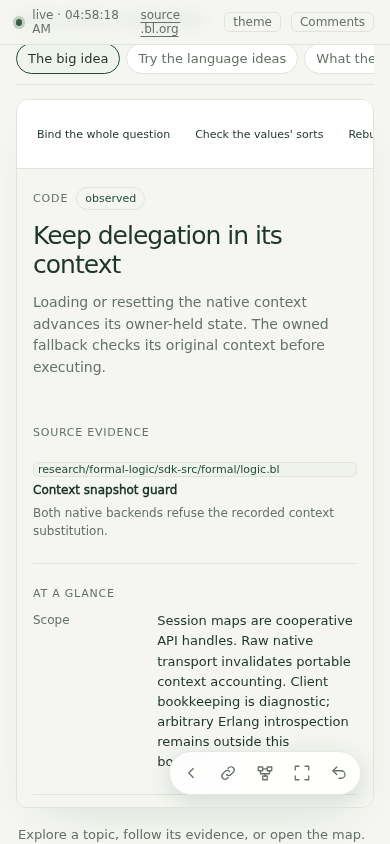 live · 04:58:18 AM
source .bl.org
theme
Comments
The big idea
Try the language ideas
What the
Bind the whole question
Check the values' sorts
Rebu
CODE
observed
Keep delegation in its
context
Loading or resetting the native context
advances its owner-held state. The owned
fallback checks its original context before
executing.
SOURCE EVIDENCE
research/formal-logic/sdk-src/formal/logic.bl
Context snapshot guard
Both native backends refuse the recorded context
substitution.
AT A GLANCE
Scope
Session maps are cooperative
API handles. Raw native
transport invalidates portable
context accounting. Client
bookkeeping is diagnostic;
arbitrary Erlang introspection
remains outside this
Explore a topic, follow its evidence, or open the map.